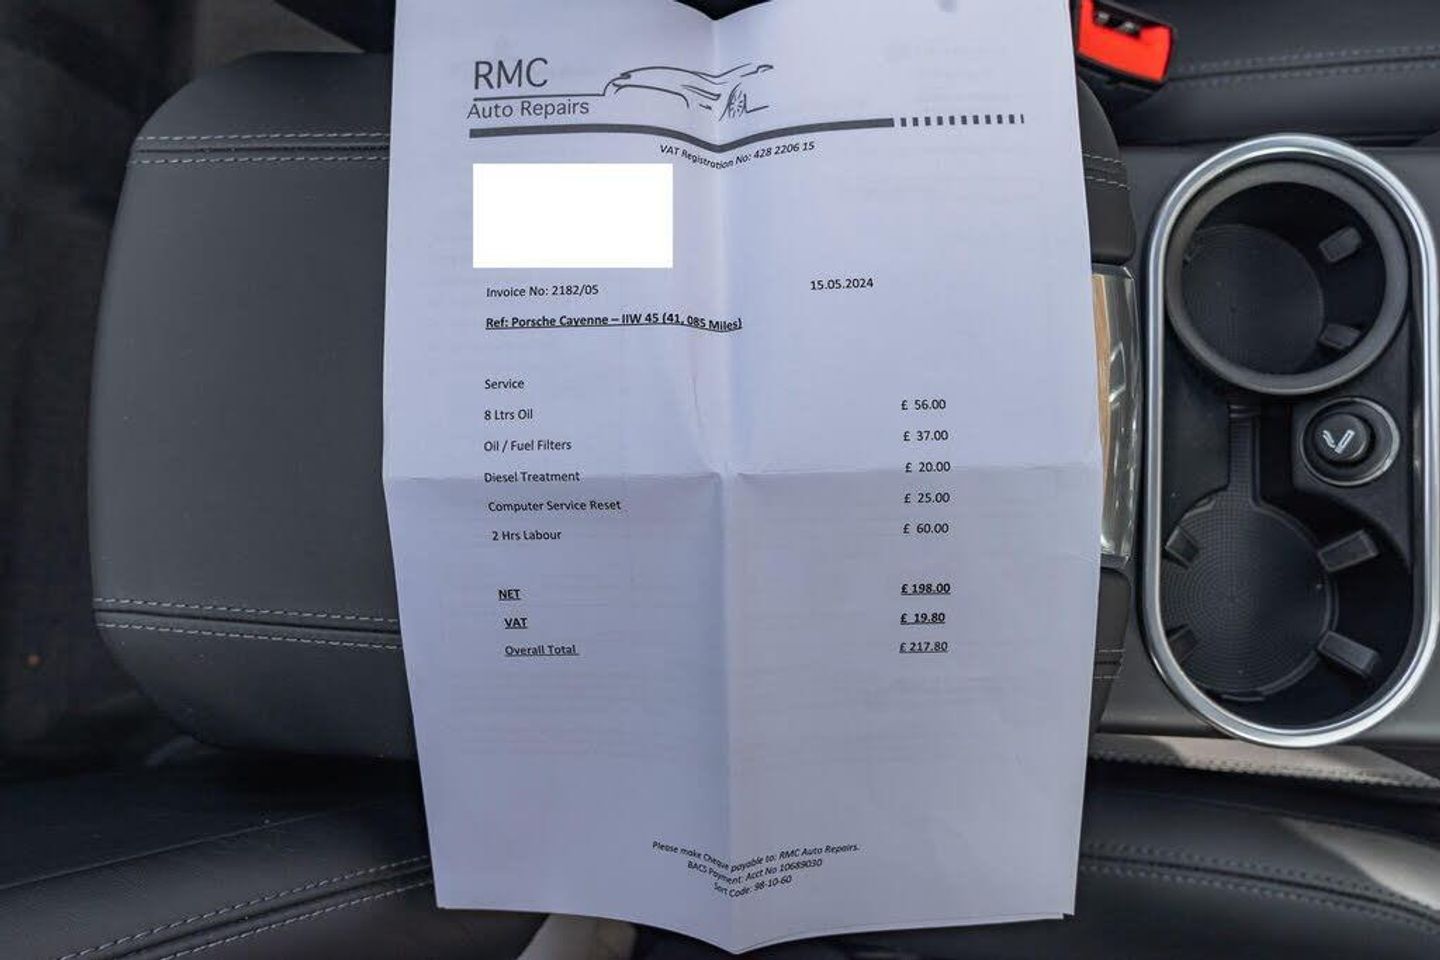 RMC
Auto Repairs
VAT Registration No: 428 2206 15
Invoice No: 2182/05 15.05.2024
Ref: Porsche Cayenne – IIW 45 (41, 085 Miles)
Service
8 Ltrs Oil £ 56.00
Oil / Fuel Filters £ 37.00
Diesel Treatment £ 20.00
Computer Service Reset £ 25.00
2 Hrs Labour £ 60.00
NET £ 198.00
VAT £ 19.80
Overall Total £ 217.80
Please make Cheque payable to: RMC Auto Repairs.
BACS Payment: Acct No 10689030
Sort Code: 98-10-60